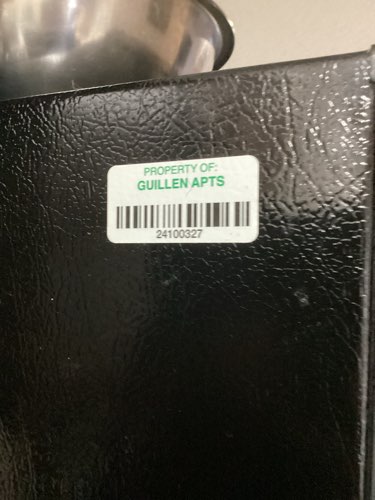 PROPERTY OF:
GUILLEN APTS
24100327